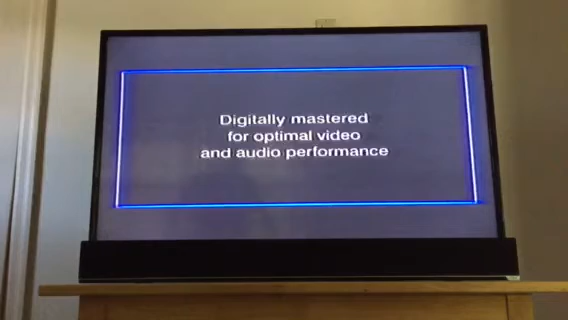 Digitally mastered
for optimal video
and audio performance